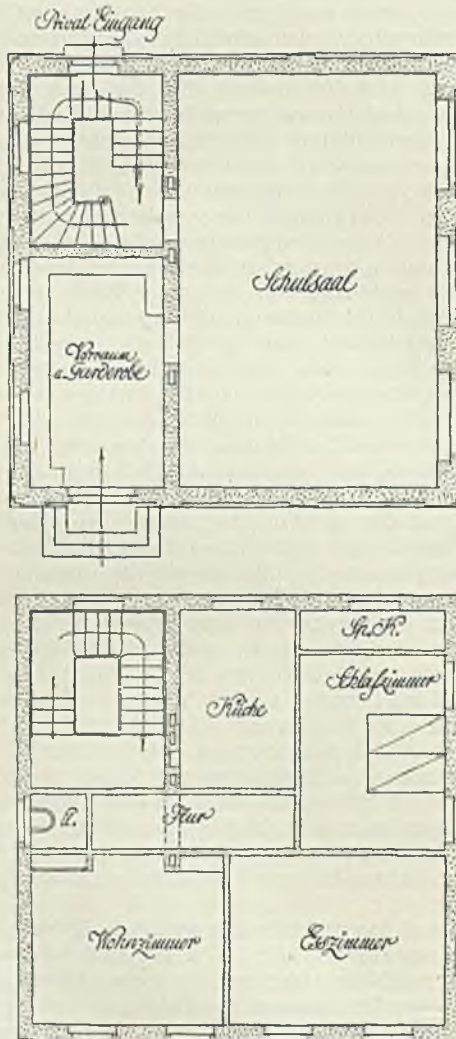 Privat Eingang
Schulsaal
Vorraum
u. Garderobe
Sp. K.
Schlafzimmer
Küche
Flur
Wohnzimmer
Esszimmer